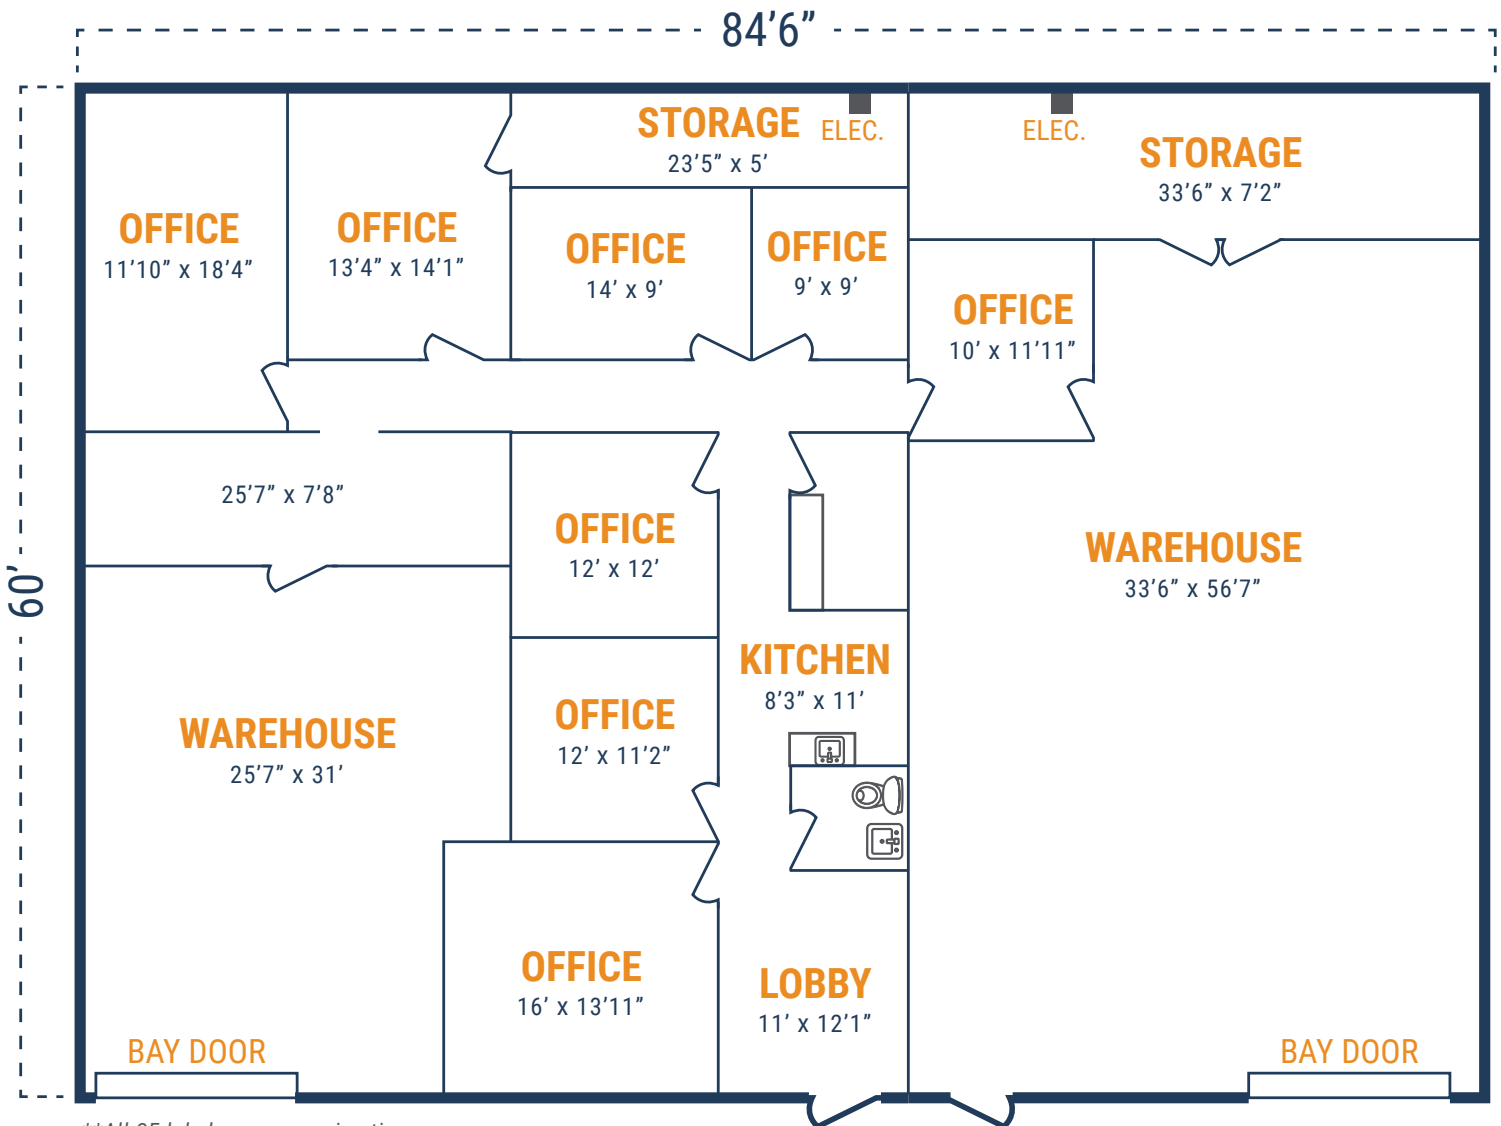 84’6”
60’
STORAGE
23’5” x 5’
ELEC.
ELEC.
STORAGE
33’6” x 7’2”
OFFICE
11’10” x 18’4”
OFFICE
13’4” x 14’1”
OFFICE
14’ x 9’
OFFICE
9’ x 9’
OFFICE
10’ x 11’11”
25’7” x 7’8”
OFFICE
12’ x 12’
WAREHOUSE
33’6” x 56’7”
KITCHEN
8’3” x 11’
OFFICE
12’ x 11’2”
WAREHOUSE
25’7” x 31’
OFFICE
16’ x 13’11”
LOBBY
11’ x 12’1”
BAY DOOR
BAY DOOR